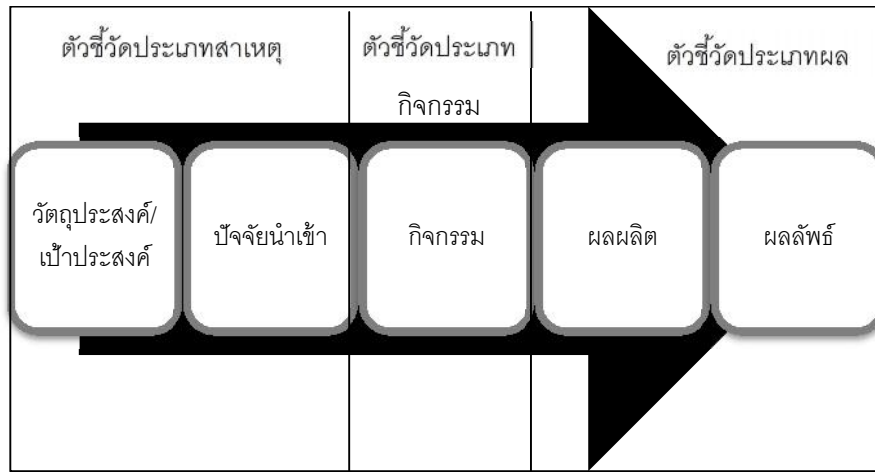 ตัวชี้วัดประเภทสาเหตุ
ตัวชี้วัดประเภท
กิจกรรม
ตัวชี้วัดประเภทผล
วัตถุประสงค์/
เป้าประสงค์
ปัจจัยนำเข้า
กิจกรรม
ผลผลิต
ผลลัพธ์